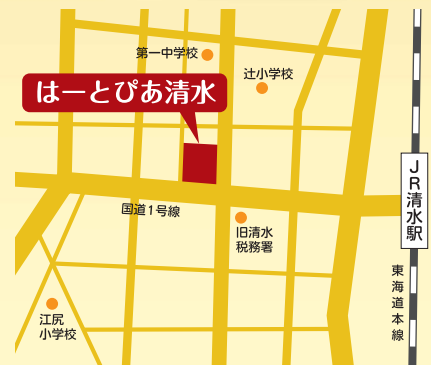 第一中学校
辻小学校
はーとぴあ清水
国道1号線
旧清水
税務署
JR清水駅
東海道本線
江尻
小学校